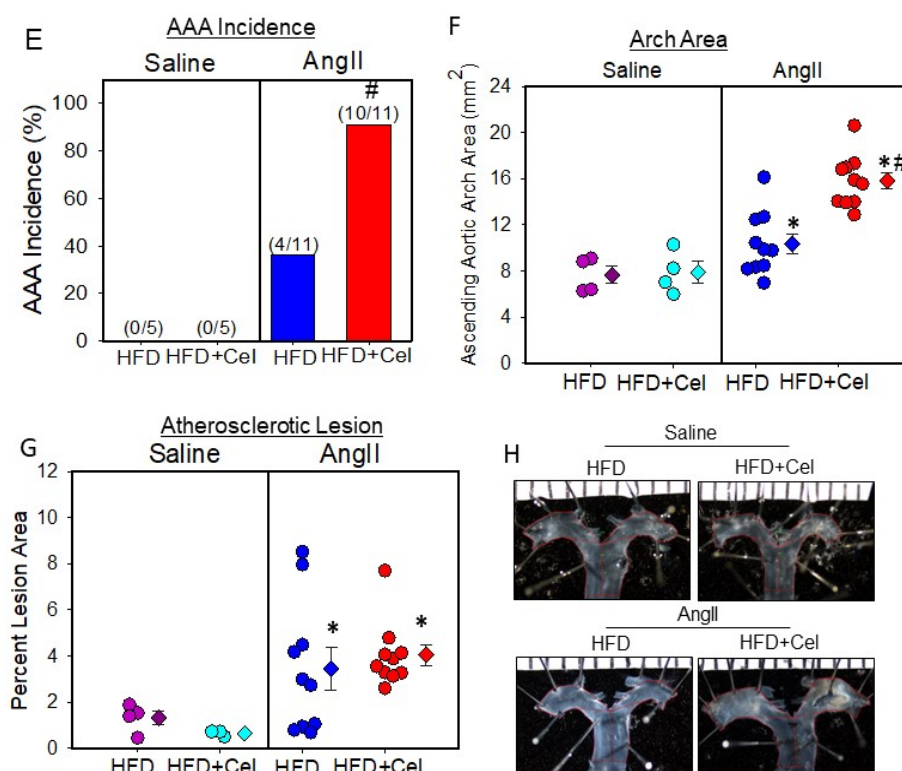 E
AAA Incidence
Saline AngII
AAA Incidence (%)
100
80
60
40
20
0
(0/5) (0/5) (4/11) (10/11)
#
HFD HFD+Cel HFD HFD+Cel
F
Arch Area
Saline AngII
Ascending Aortic Arch Area (mm2)
24
20
16
12
8
4
0
* *#
HFD HFD+Cel HFD HFD+Cel
G
Atherosclerotic Lesion
Saline AngII
Percent Lesion Area
12
10
8
6
4
2
0
* *
HFD HFD+Cel HFD HFD+Cel
H
Saline
HFD HFD+Cel
AngII
HFD HFD+Cel